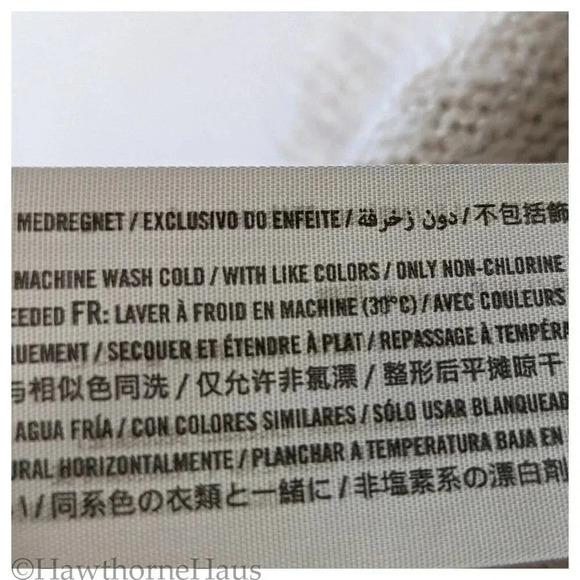 MEDREGNET / EXCLUSIVO DO ENFEITE / دون زخرفة / 不包括飾
MACHINE WASH COLD / WITH LIKE COLORS / ONLY NON-CHLORINE
EEDED FR: LAVER À FROID EN MACHINE (30°C) / AVEC COULEURS
UEMENT / SECOUER ET ÉTENDRE À PLAT / REPASSAGE À TEMPÉRA
与相似色同洗 / 仅允许非氯漂 / 整形后平摊晾干
AGUA FRÍA / CON COLORES SIMILARES / SÓLO USAR BLANQUEAD
URAL HORIZONTALMENTE / PLANCHAR A TEMPERATURA BAJA EN
/ 同系色の衣類と一緒に / 非塩素系の漂白剤
©HawthorneHaus